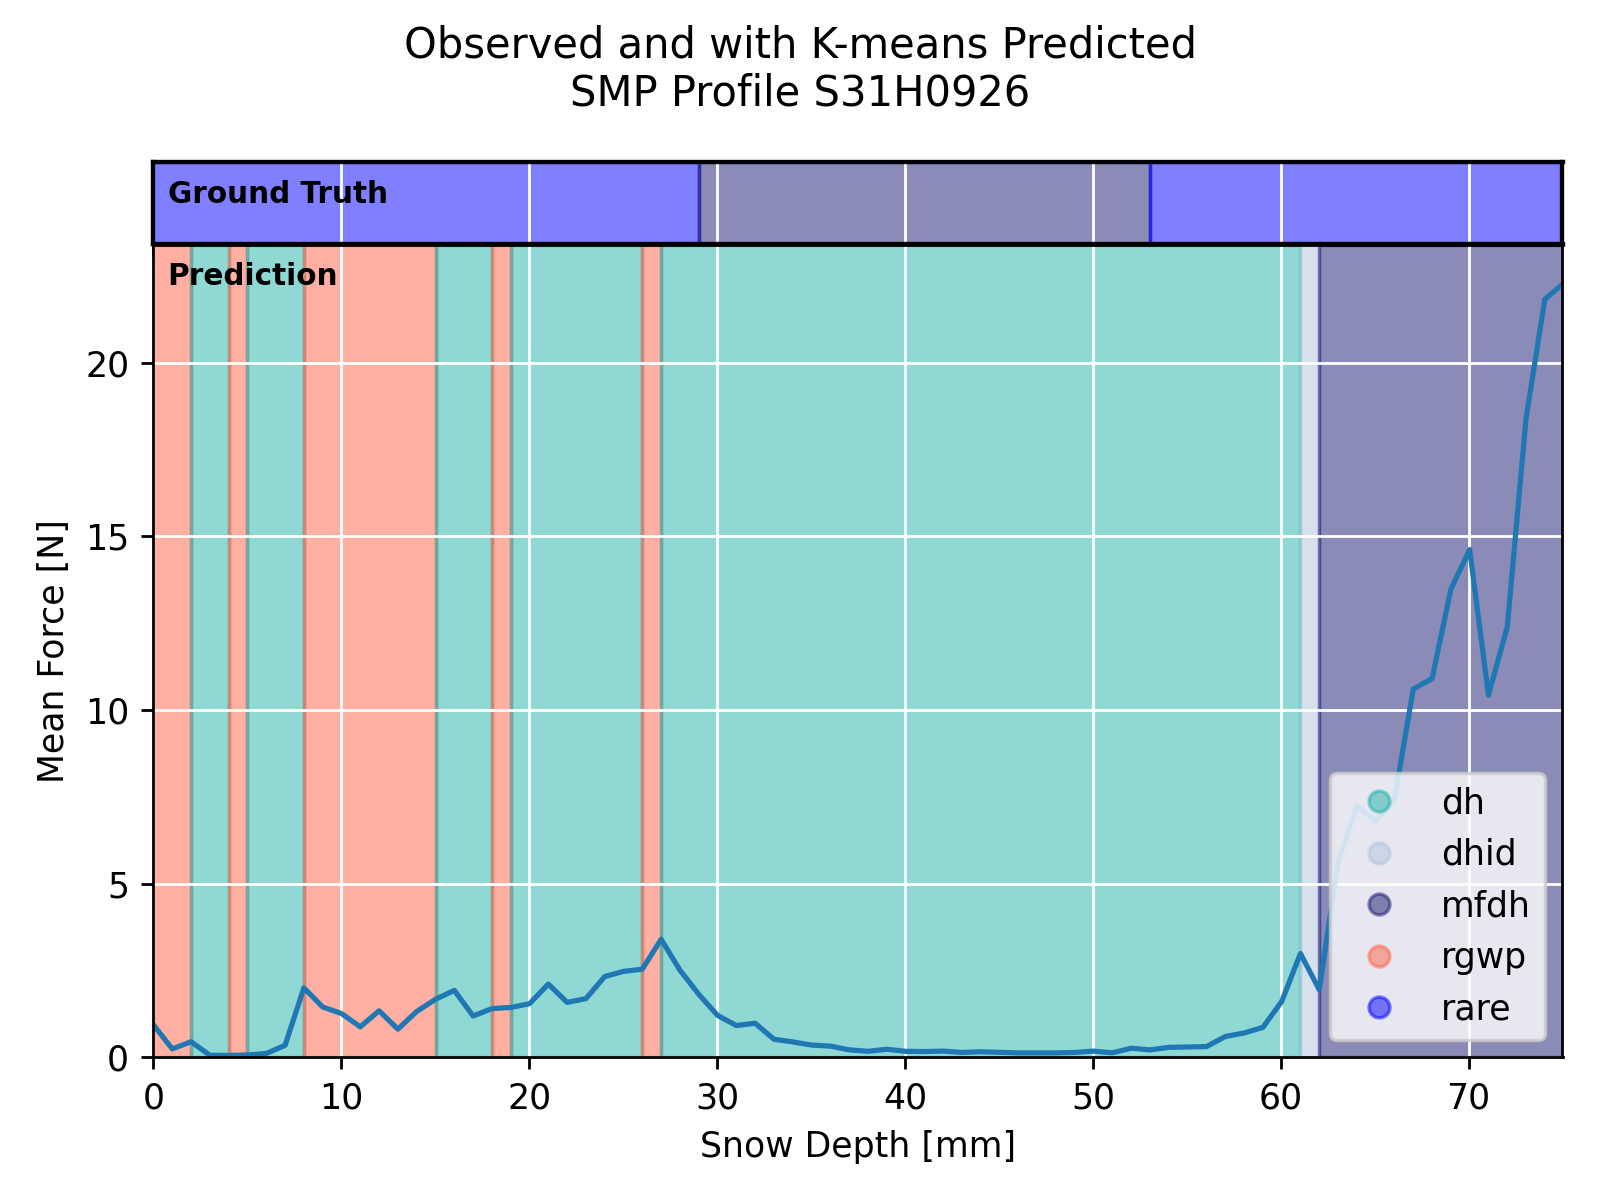 Observed and with K-means Predicted
SMP Profile S31H0926
Ground Truth
Prediction
20
15
10
5
0
Mean Force [N]
dh
dhid
mfdh
rgwp
rare
0 10 20 30 40 50 60 70
Snow Depth [mm]